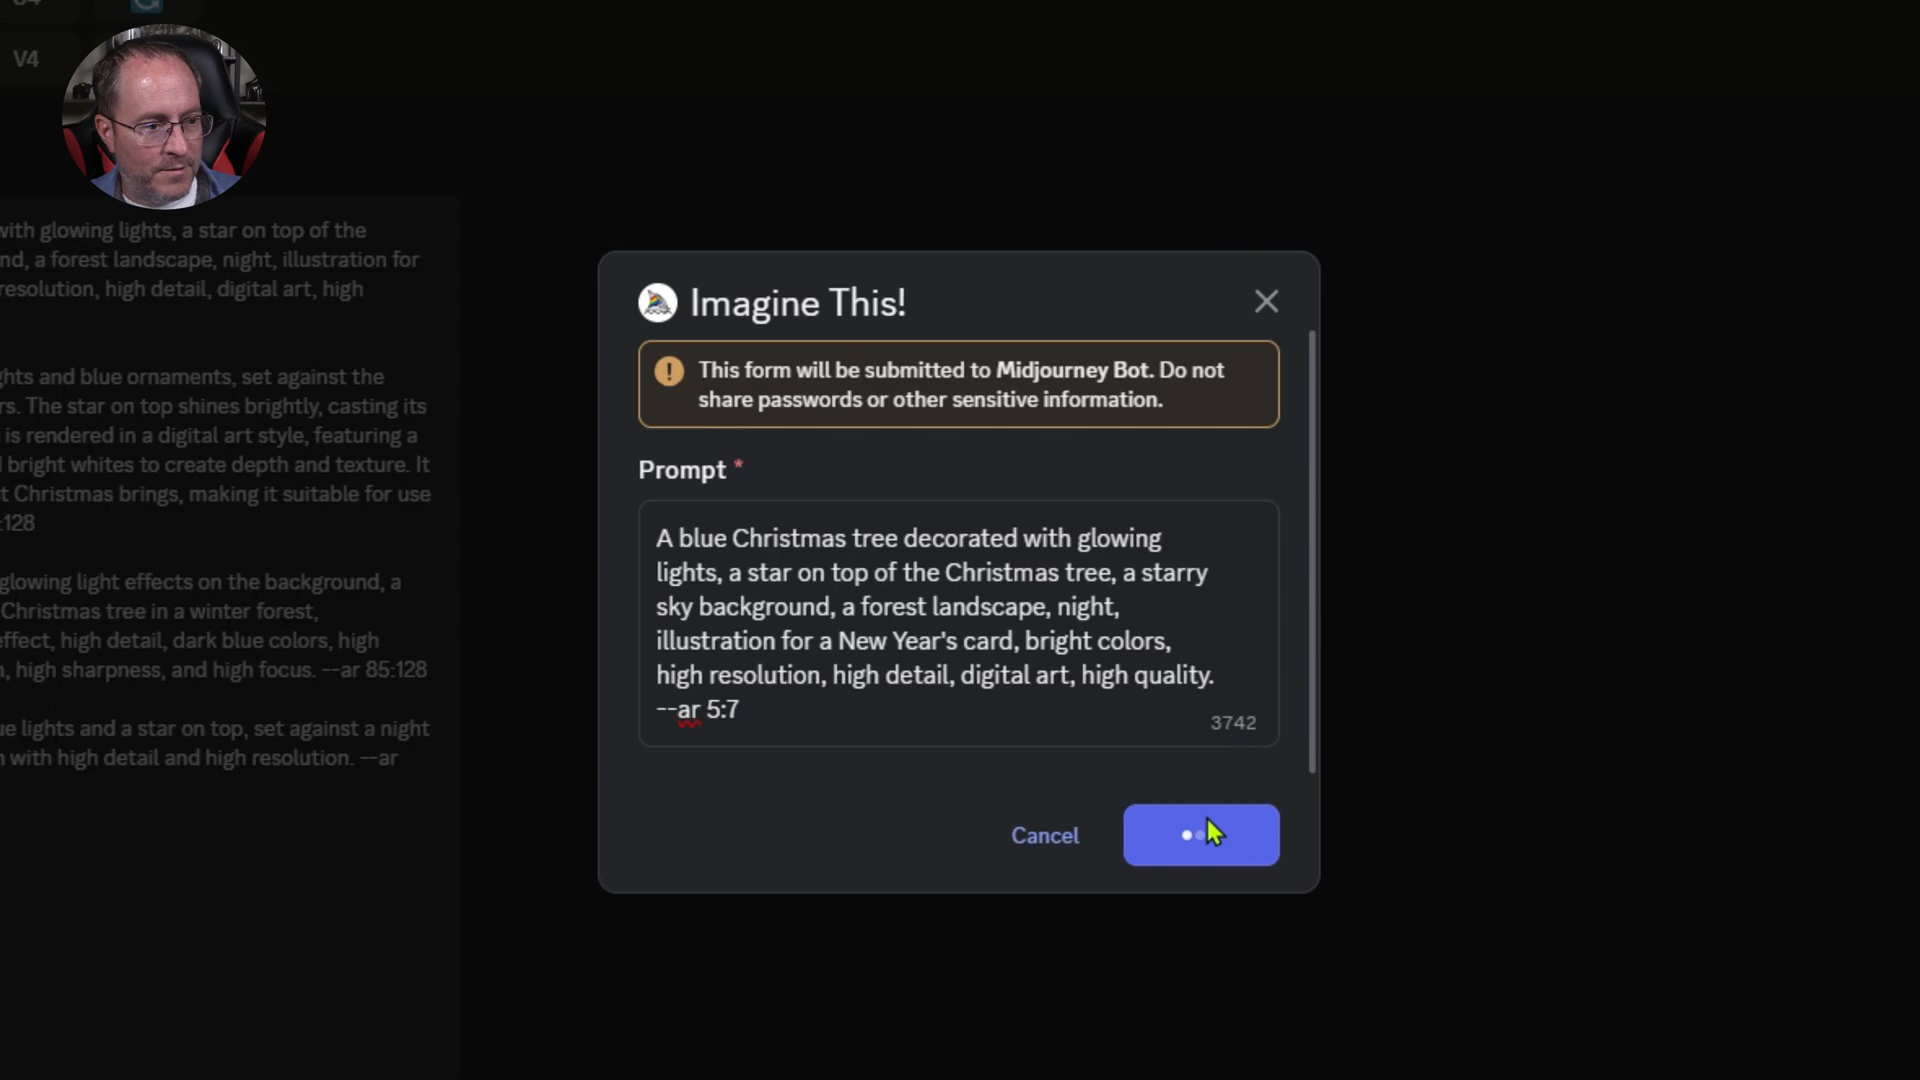 V4
with glowing lights, a star on top of the
nd, a forest landscape, night, illustration for
resolution, high detail, digital art, high
ghts and blue ornaments, set against the
rs. The star on top shines brightly, casting its
is rendered in a digital art style, featuring a
d bright whites to create depth and texture. It
t Christmas brings, making it suitable for use
:128
glowing light effects on the background, a
Christmas tree in a winter forest,
effect, high detail, dark blue colors, high
n, high sharpness, and high focus. --ar 85:128
ue lights and a star on top, set against a night
n with high detail and high resolution. --ar
Imagine This!
This form will be submitted to Midjourney Bot. Do not
share passwords or other sensitive information.
Prompt *
A blue Christmas tree decorated with glowing
lights, a star on top of the Christmas tree, a starry
sky background, a forest landscape, night,
illustration for a New Year's card, bright colors,
high resolution, high detail, digital art, high quality.
--ar 5:7
3742
Cancel